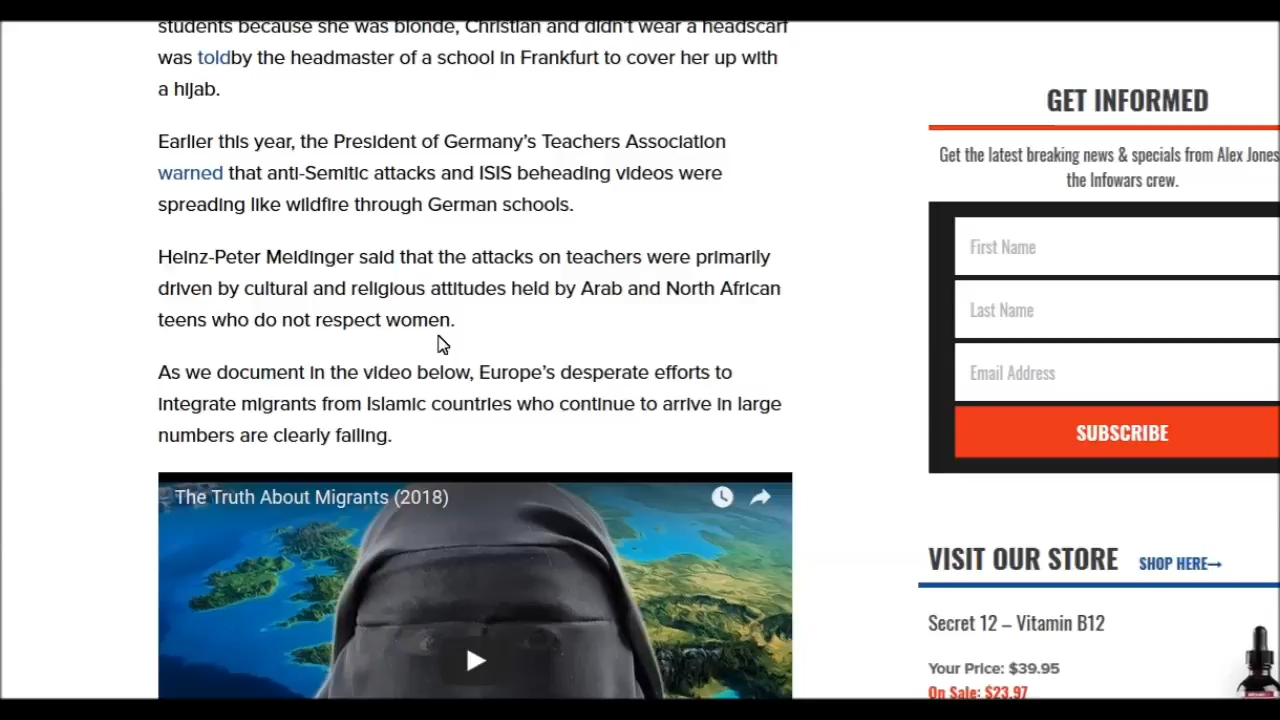 students because she was blonde, Christian and didn't wear a headscarf
was toldby the headmaster of a school in Frankfurt to cover her up with
a hijab.
Earlier this year, the President of Germany's Teachers Association
warned that anti-Semitic attacks and ISIS beheading videos were
spreading like wildfire through German schools.
Heinz-Peter Meidinger said that the attacks on teachers were primarily
driven by cultural and religious attitudes held by Arab and North African
teens who do not respect women.
As we document in the video below, Europe's desperate efforts to
integrate migrants from Islamic countries who continue to arrive in large
numbers are clearly failing.
The Truth About Migrants (2018)
GET INFORMED
Get the latest breaking news & specials from Alex Jones
the Infowars crew.
First Name
Last Name
Email Address
SUBSCRIBE
VISIT OUR STORE SHOP HERE→
Secret 12 – Vitamin B12
Your Price: $39.95
On Sale: $23.97